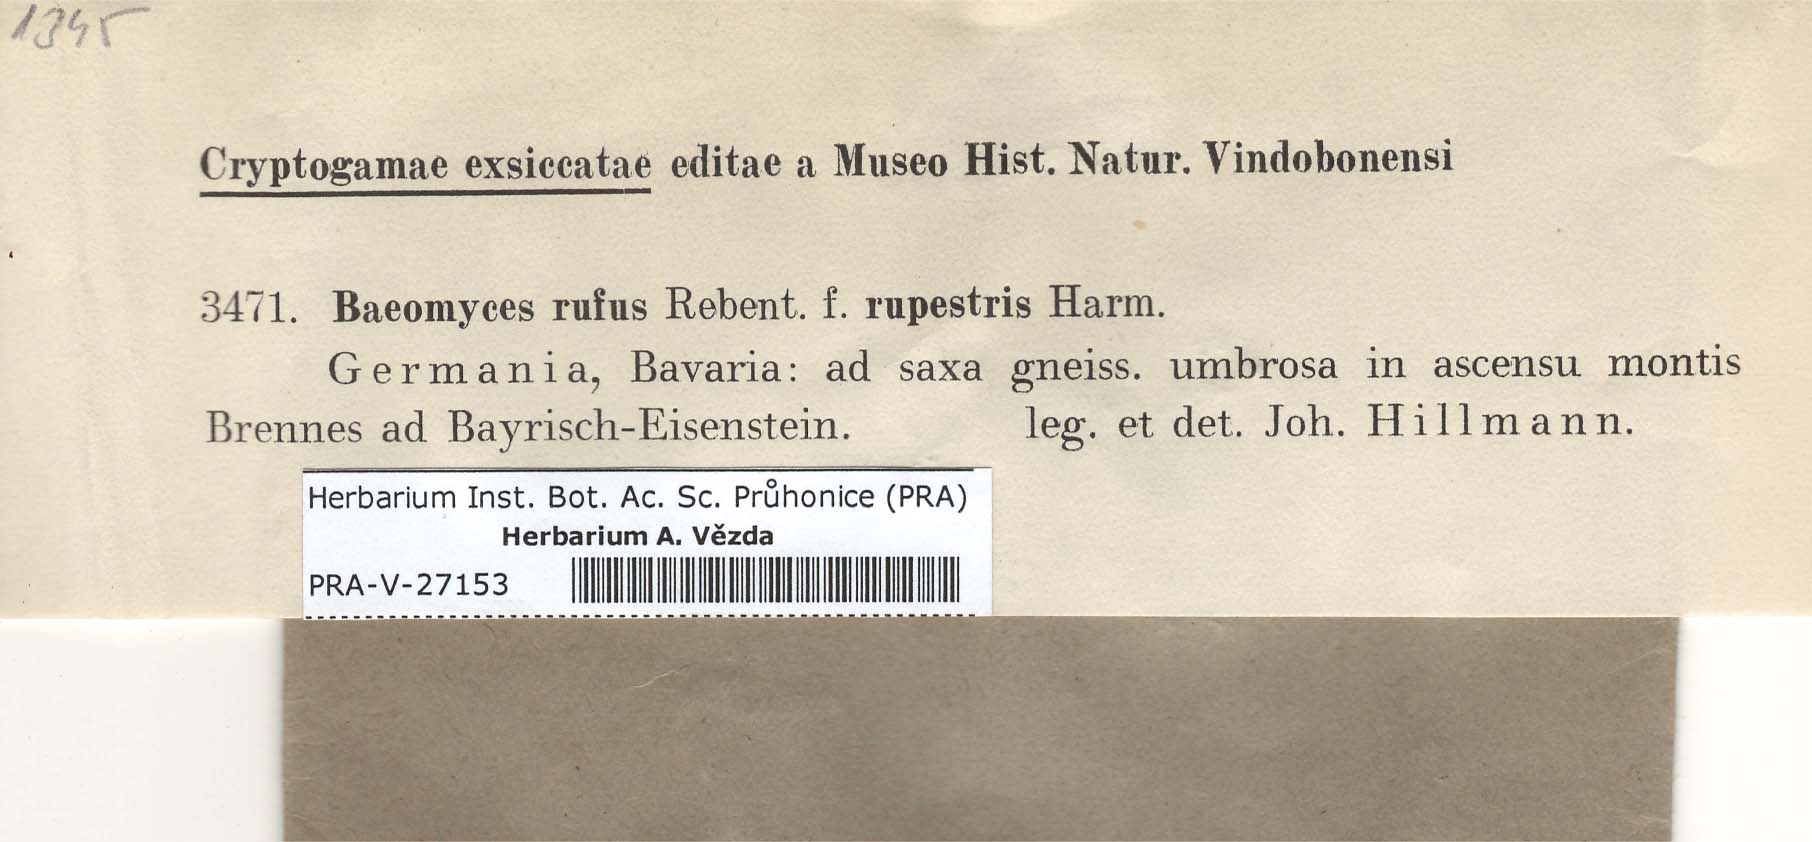 1345
Cryptogamae exsiccatae editae a Museo Hist. Natur. Vindobonensi
3471. Baeomyces rufus Rebent. f. rupestris Harm.
Germania, Bavaria: ad saxa gneiss. umbrosa in ascensu montis
Brennes ad Bayrisch-Eisenstein. leg. et det. Joh. Hillmann.
Herbarium Inst. Bot. Ac. Sc. Průhonice (PRA)
Herbarium A. Vězda
PRA-V-27153